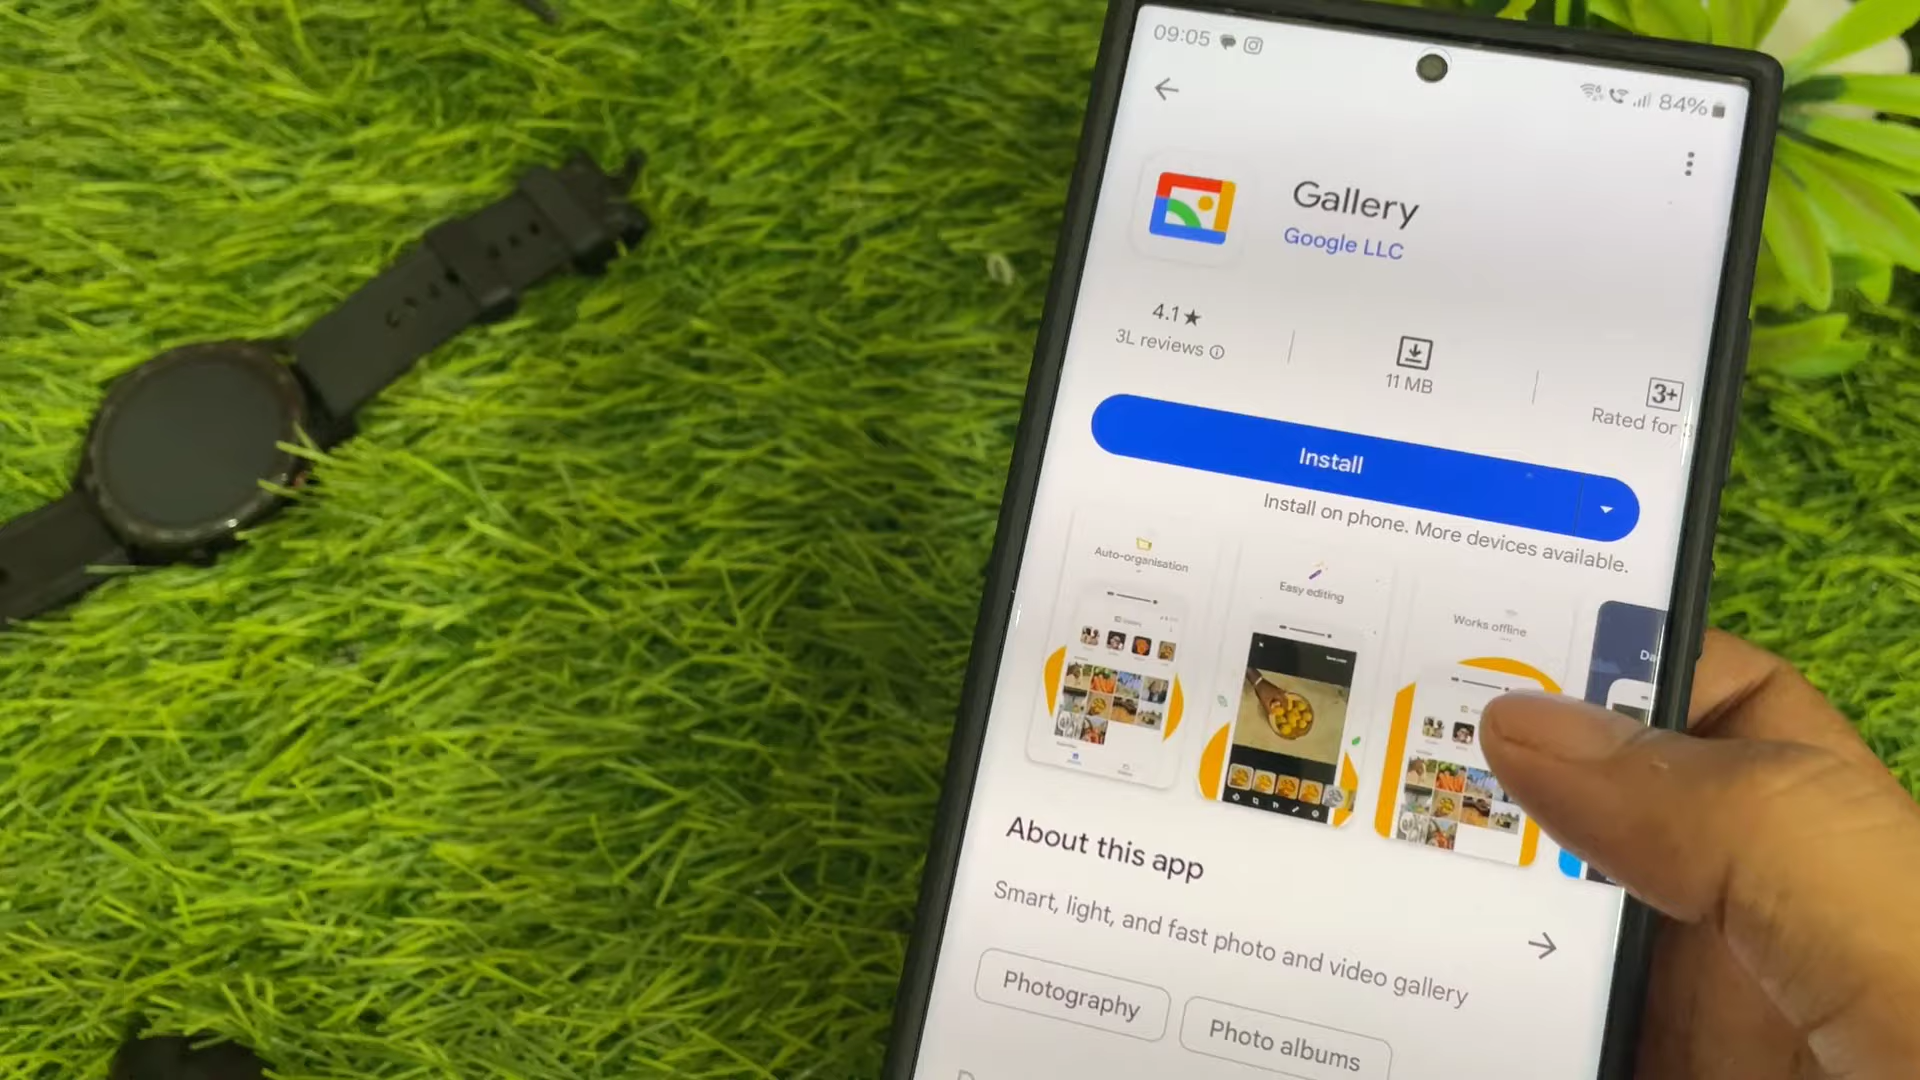 09:05
84%
Gallery
Google LLC
4.1★
3L reviews
11 MB
3+
Rated for
Install
Install on phone. More devices available.
Auto-organisation
Easy editing
Works offline
Da
About this app
Smart, light, and fast photo and video gallery
Photography
Photo albums